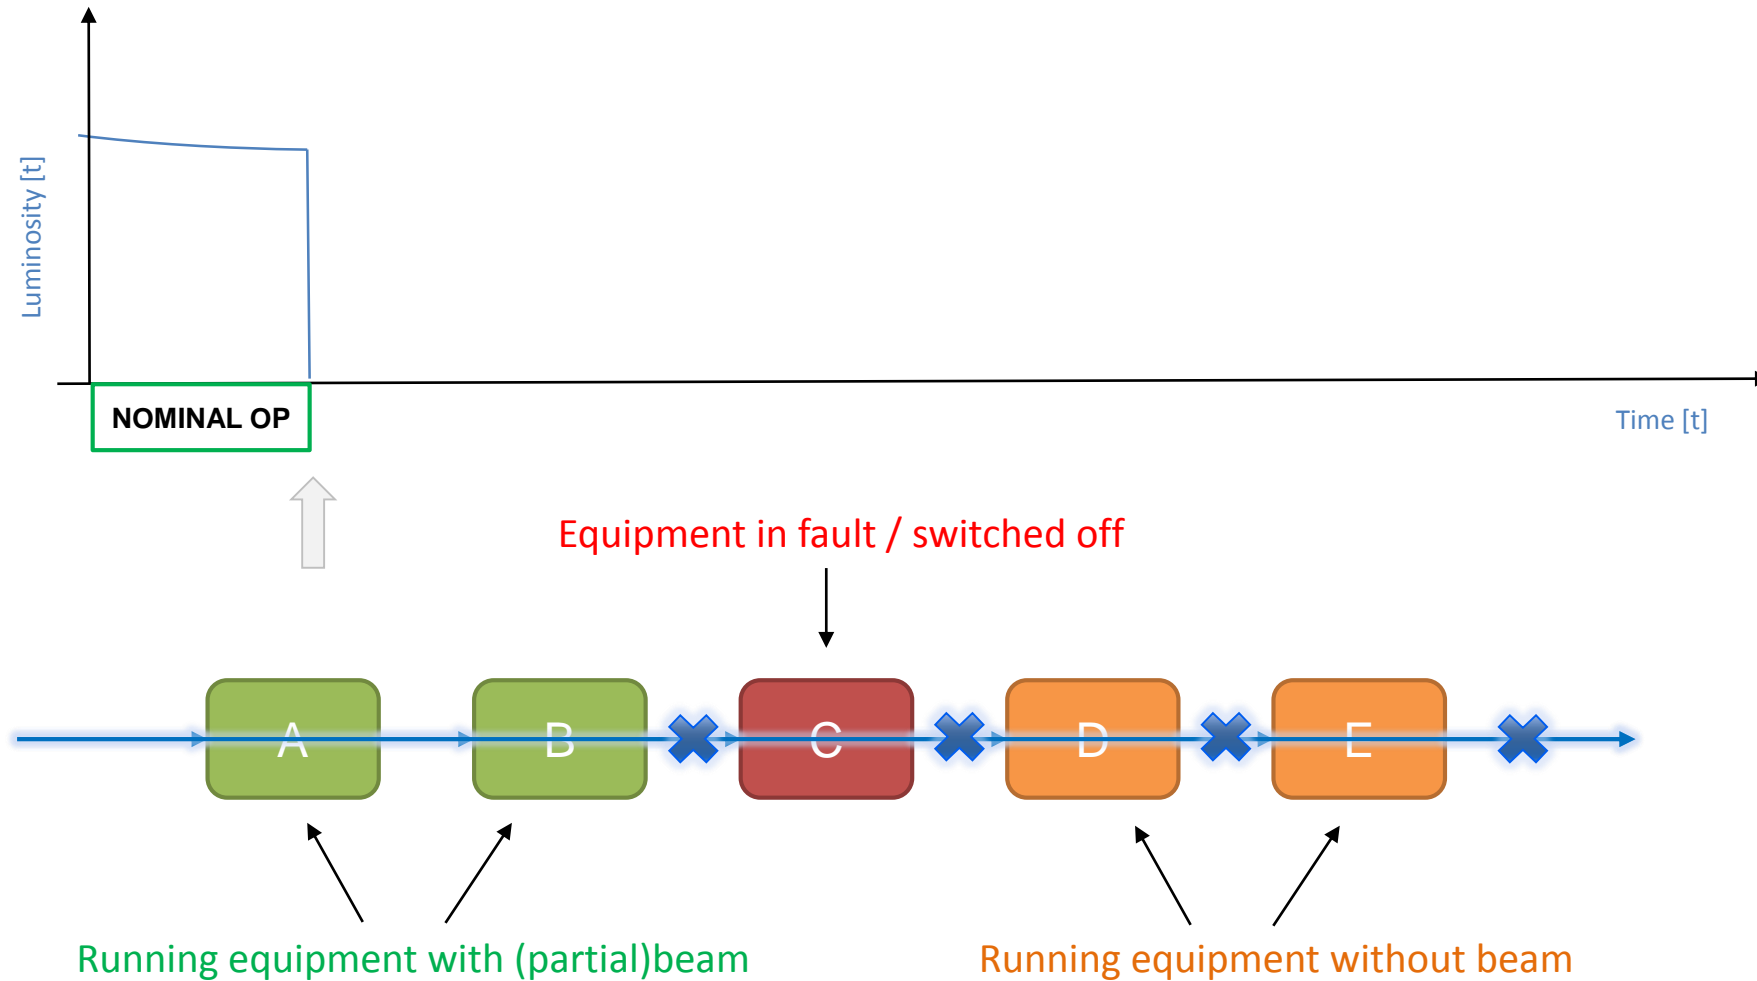 Luminosity [t]
NOMINAL OP
Time [t]
Equipment in fault / switched off
A
B
C
D
E
Running equipment with (partial)beam
Running equipment without beam